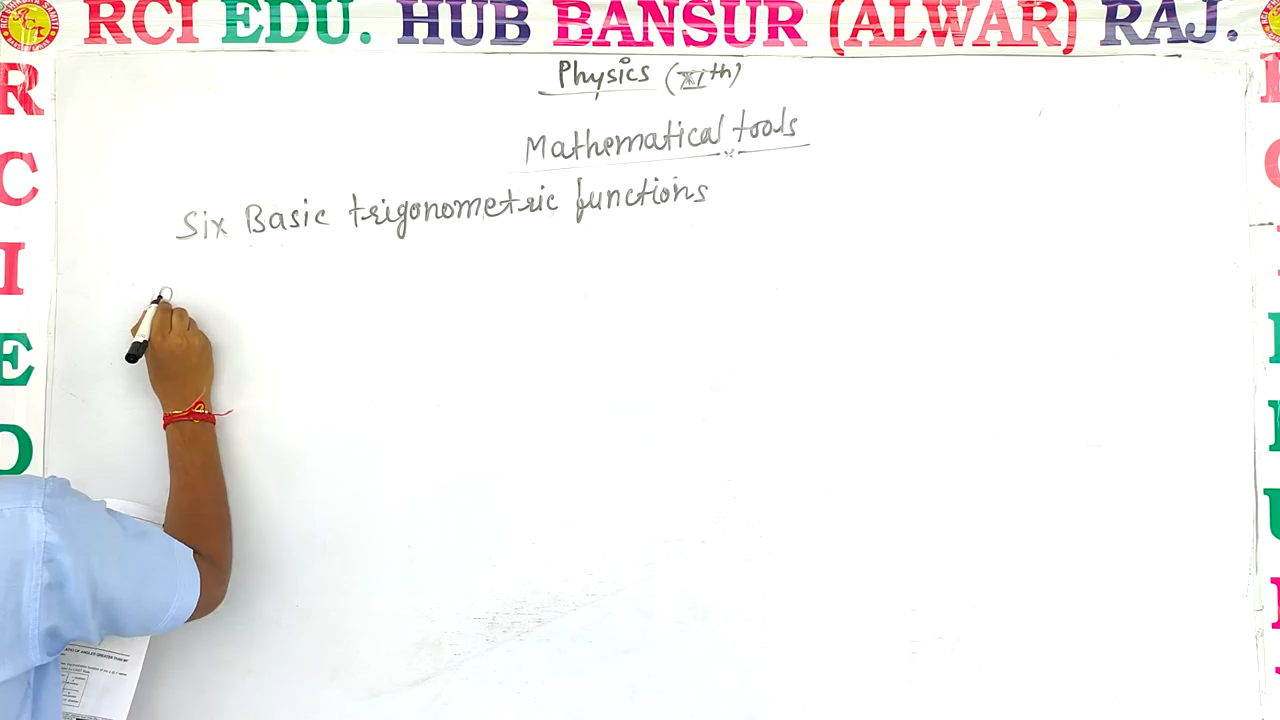 RCI EDU. HUB BANSUR (ALWAR) RAJ.
R
C
I
E
D
Physics (XIth)
Mathematical tools
Six Basic trigonometric functions